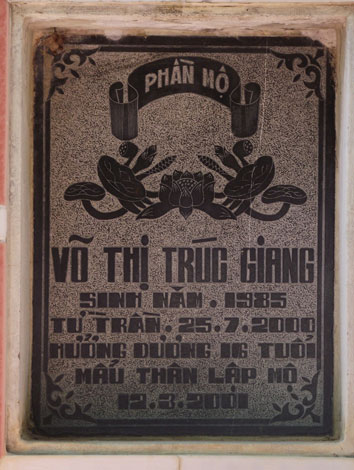 PHẦN MỘ
VÕ THỊ TRÚC GIANG
SINH NĂM . 1985
TỪ TRẦN . 25.7.2000
HƯỞNG DƯƠNG 16 TUỔI
MẪU THÂN LẬP MỘ
12.3.2001